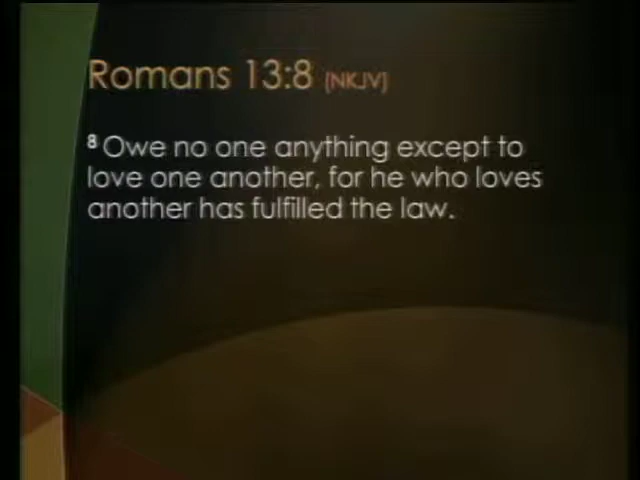 Romans 13:8 (NKJV)
8 Owe no one anything except to
love one another, for he who loves
another has fulfilled the law.